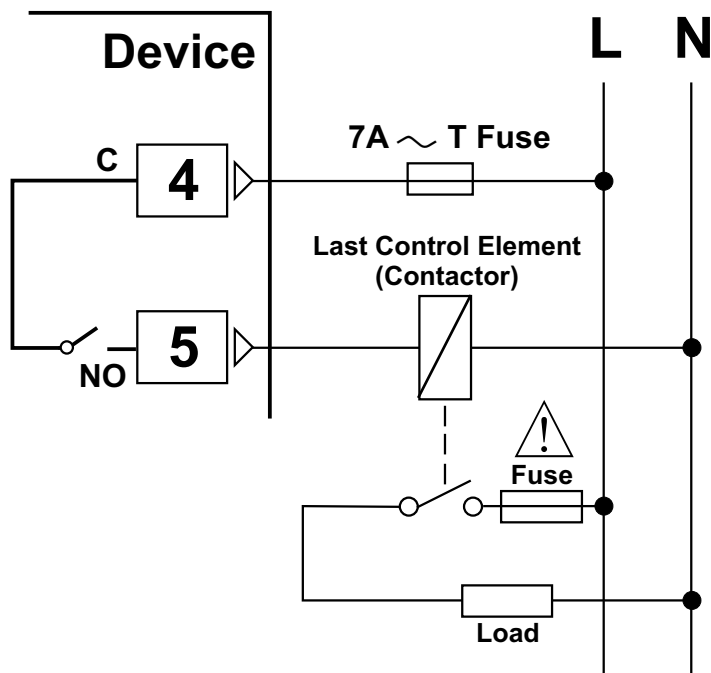 Device
L N
7A ~ T Fuse
C
4
Last Control Element
(Contactor)
5
NO
!
Fuse
Load